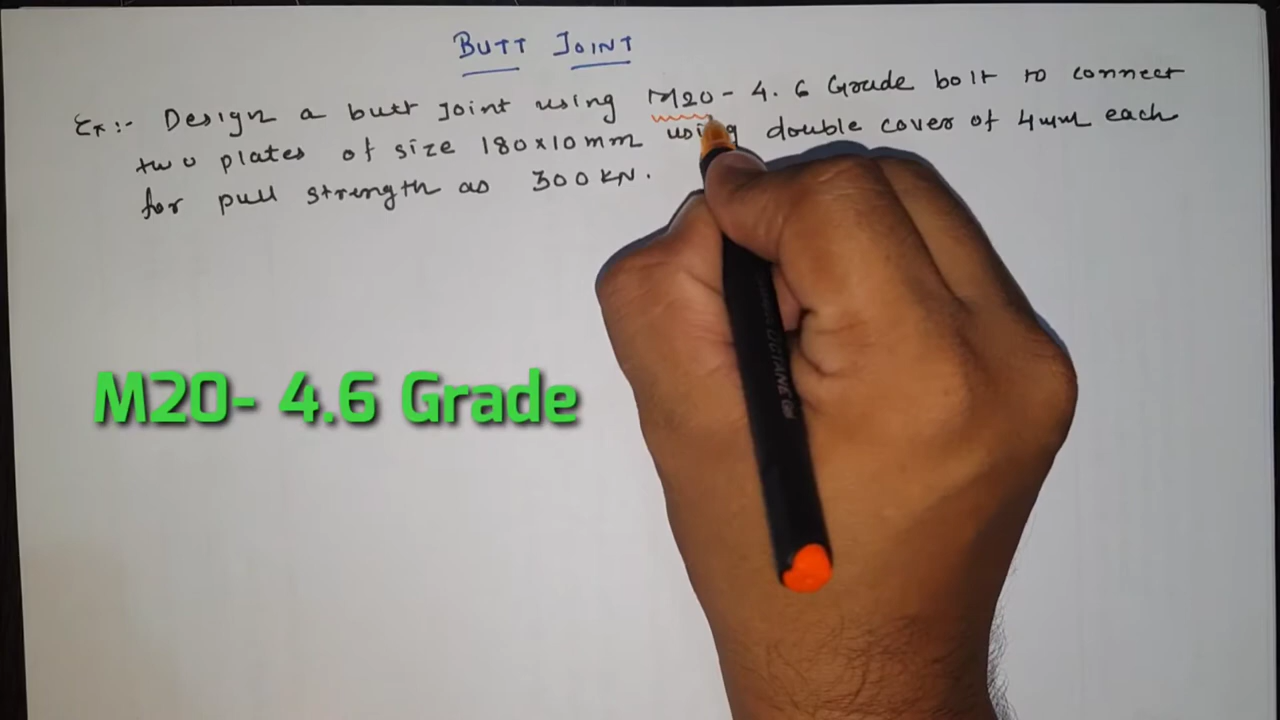 BUTT JOINT
Ex:- Design a butt Joint using M20- 4.6 Grade bolt to connect
two plates of size 180x10mm using double cover of 4mm each
for pull strength as 300 KN.
M20- 4.6 Grade